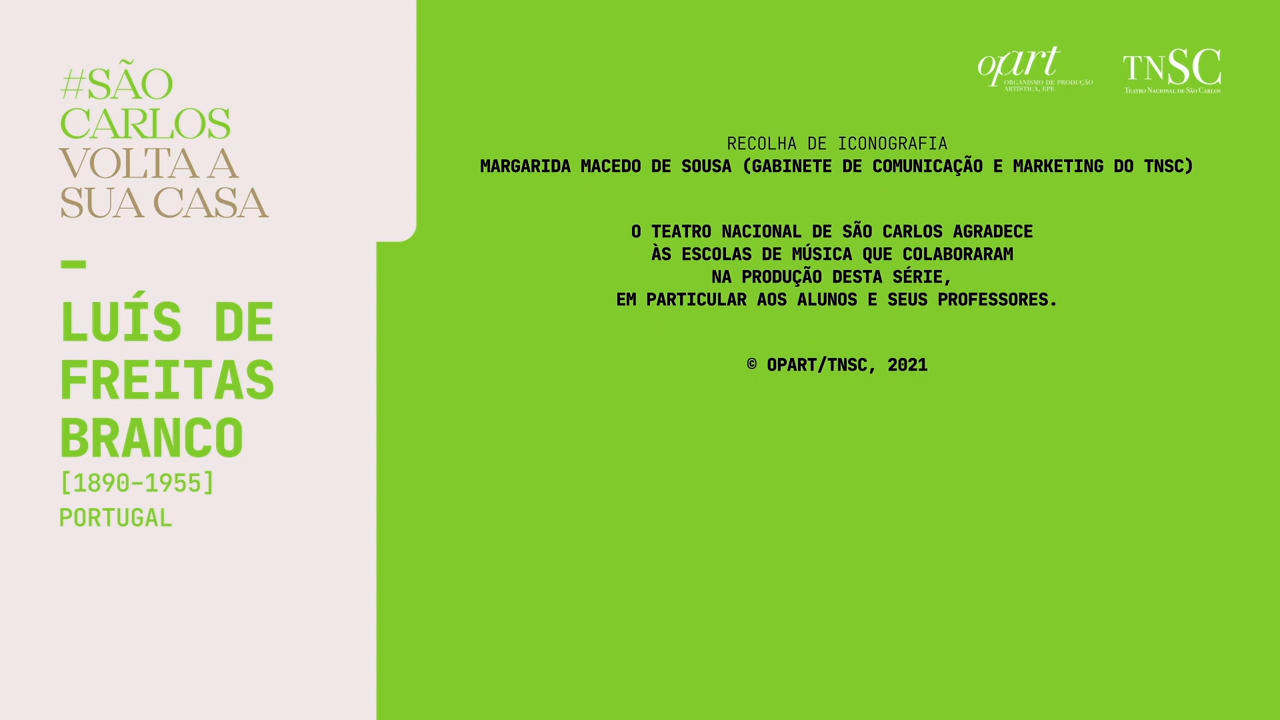 #SÃO
CARLOS
VOLTA A
SUA CASA
–
LUÍS DE
FREITAS
BRANCO
[1890–1955]
PORTUGAL
opart
ORGANISMO DE PRODUÇÃO
ARTÍSTICA, EPE
TNSC
TEATRO NACIONAL DE SÃO CARLOS
RECOLHA DE ICONOGRAFIA
MARGARIDA MACEDO DE SOUSA (GABINETE DE COMUNICAÇÃO E MARKETING DO TNSC)
O TEATRO NACIONAL DE SÃO CARLOS AGRADECE
ÀS ESCOLAS DE MÚSICA QUE COLABORARAM
NA PRODUÇÃO DESTA SÉRIE,
EM PARTICULAR AOS ALUNOS E SEUS PROFESSORES.
© OPART/TNSC, 2021